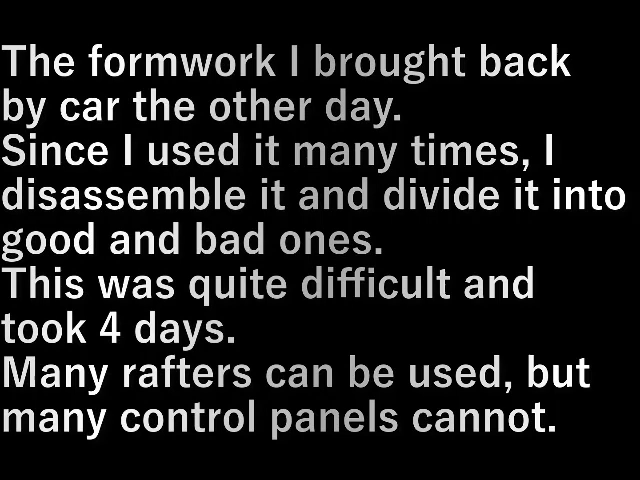 The formwork I brought back
by car the other day.
Since I used it many times, I
disassemble it and divide it into
good and bad ones.
This was quite difficult and
took 4 days.
Many rafters can be used, but
many control panels cannot.